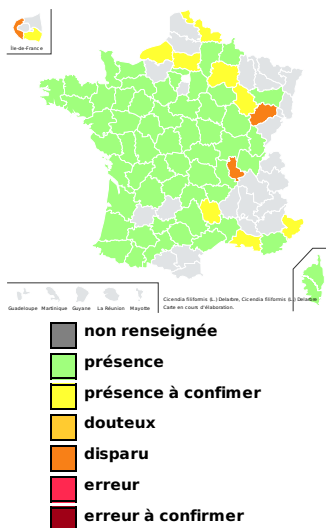 Île-de-France
Guadeloupe Martinique Guyane La Réunion Mayotte
Cicendia filiformis (L.) Delarbre, Cicendia filiformis (L.) Delarbre
Carte en cours d'élaboration.
non renseignée
présence
présence à confimer
douteux
disparu
erreur
erreur à confirmer